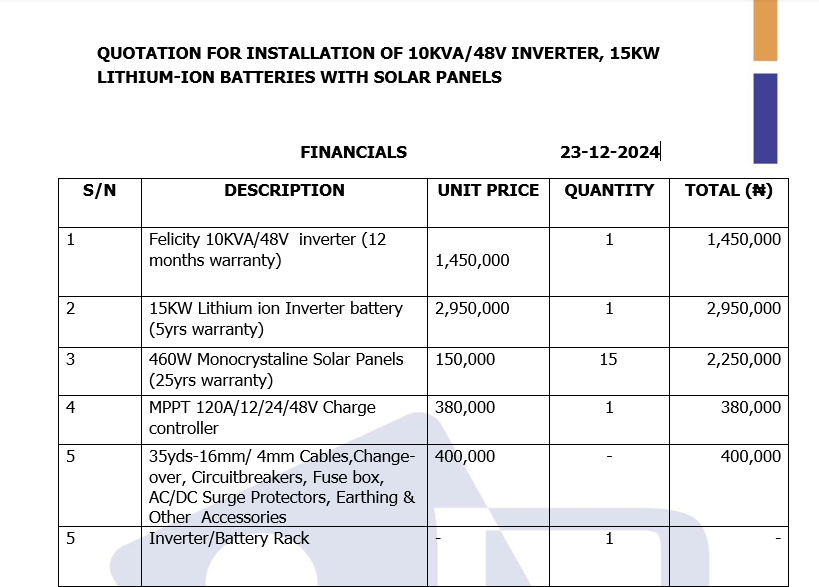 QUOTATION FOR INSTALLATION OF 10KVA/48V INVERTER, 15KW
LITHIUM-ION BATTERIES WITH SOLAR PANELS
FINANCIALS 23-12-2024
S/N DESCRIPTION UNIT PRICE QUANTITY TOTAL (₦)
1 Felicity 10KVA/48V inverter (12 1 1,450,000
months warranty) 1,450,000
2 15KW Lithium ion Inverter battery 2,950,000 1 2,950,000
(5yrs warranty)
3 460W Monocrystaline Solar Panels 150,000 15 2,250,000
(25yrs warranty)
4 MPPT 120A/12/24/48V Charge 380,000 1 380,000
controller
5 35yds-16mm/ 4mm Cables,Change- 400,000 - 400,000
over, Circuitbreakers, Fuse box,
AC/DC Surge Protectors, Earthing &
Other Accessories
5 Inverter/Battery Rack - 1 -